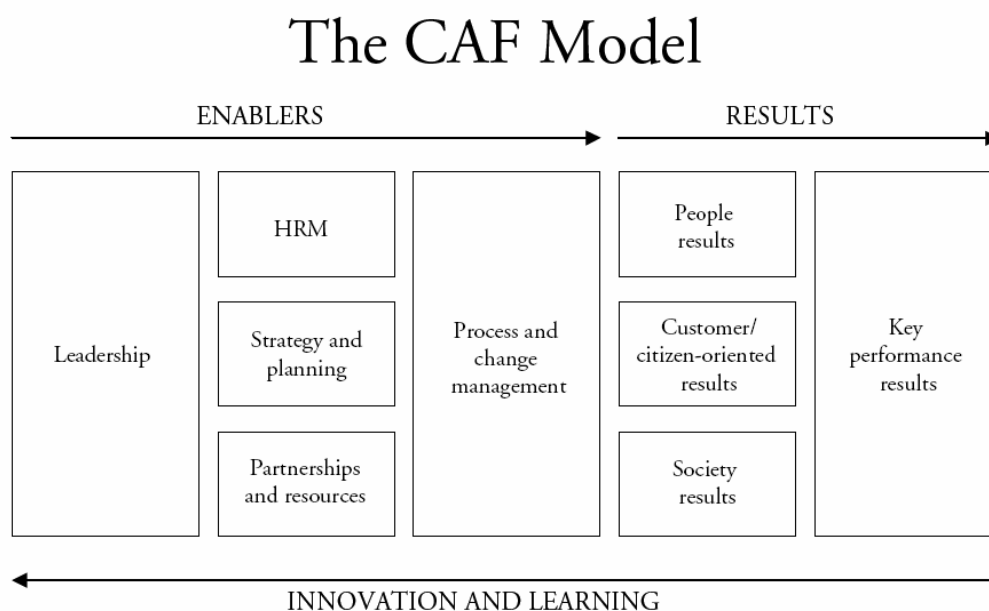 The CAF Model
ENABLERS
RESULTS
Leadership
HRM
Strategy and
planning
Partnerships
and resources
Process and
change
management
People
results
Customer/
citizen-oriented
results
Society
results
Key
performance
results
INNOVATION AND LEARNING